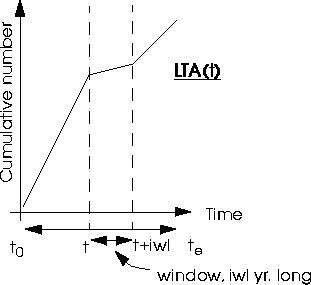 Cumulative number
LTA(t)
Time
t0 t t+iwl te
window, iwl yr. long